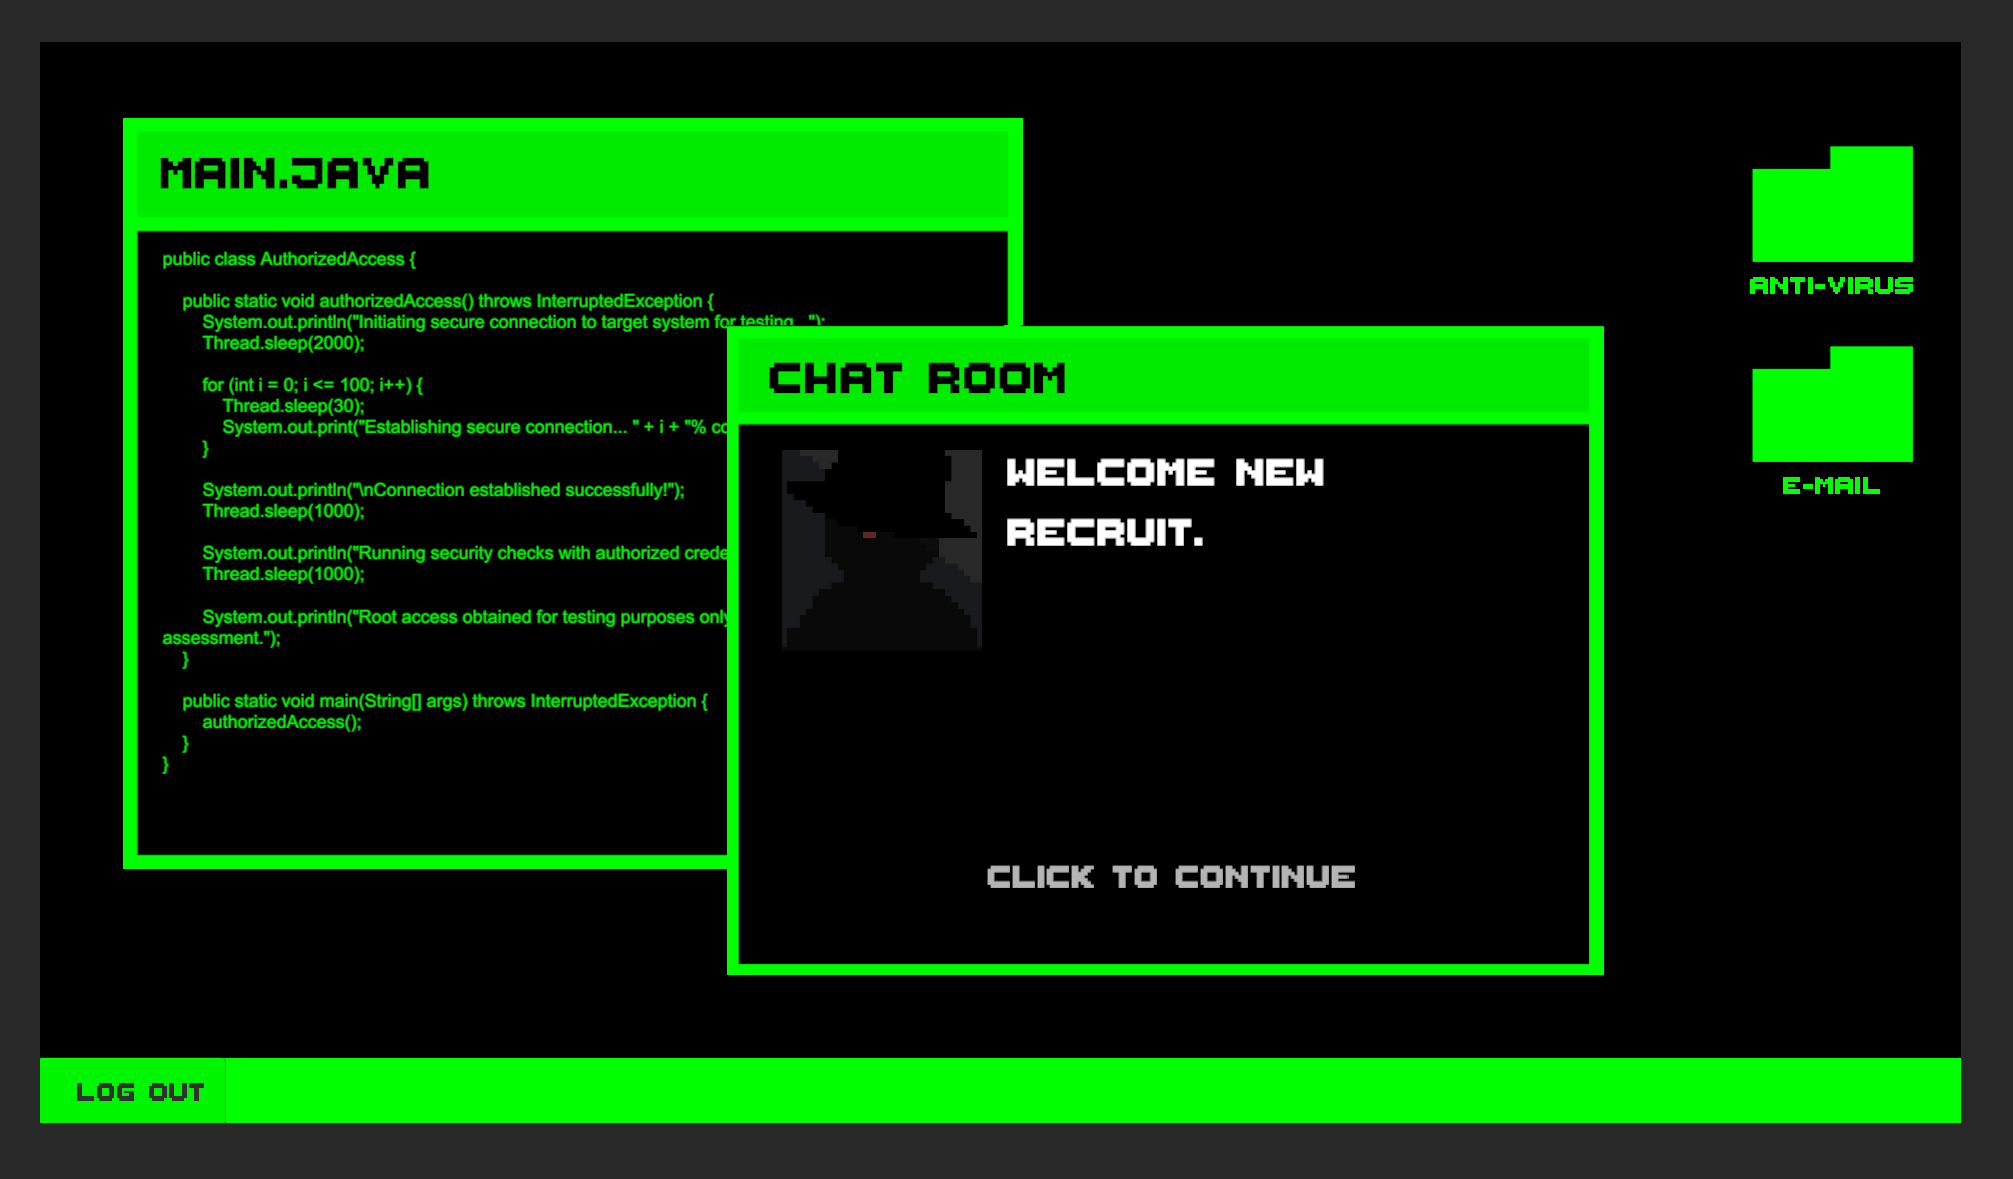 MAIN.JAVA
public class AuthorizedAccess {
public static void authorizedAccess() throws InterruptedException {
System.out.println("Initiating secure connection to target system for testing...");
Thread.sleep(2000);
for (int i = 0; i <= 100; i++) {
Thread.sleep(30);
System.out.print("Establishing secure connection... " + i + "%
}
System.out.println("\nConnection established successfully!");
Thread.sleep(1000);
System.out.println("Running security checks with authorized
Thread.sleep(1000);
System.out.println("Root access obtained for testing purposes only
assessment.");
}
public static void main(String[] args) throws InterruptedException {
authorizedAccess();
}
}
CHAT ROOM
WELCOME NEW
RECRUIT.
CLICK TO CONTINUE
ANTI-VIRUS
E-MAIL
LOG OUT